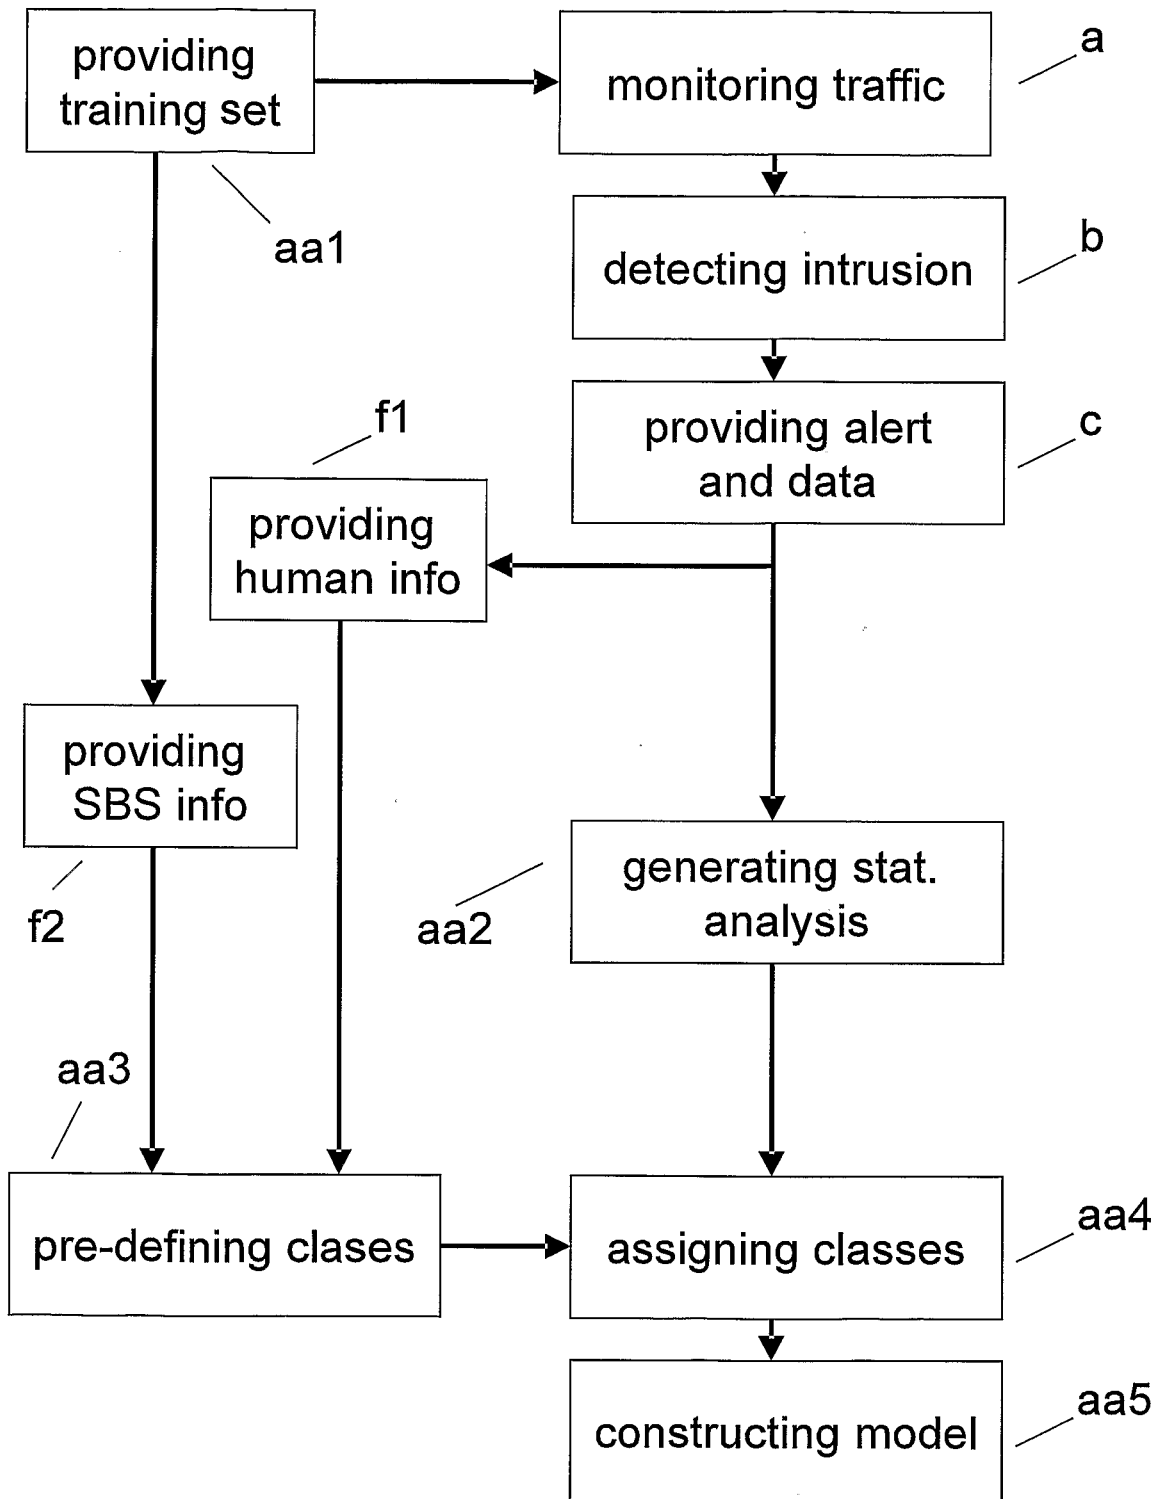 providing
training set
monitoring traffic
a
aa1
detecting intrusion
b
providing alert
and data
c
f1
providing
human info
providing
SBS info
f2
generating stat.
analysis
aa2
aa3
pre-defining clases
assigning classes
aa4
constructing model
aa5